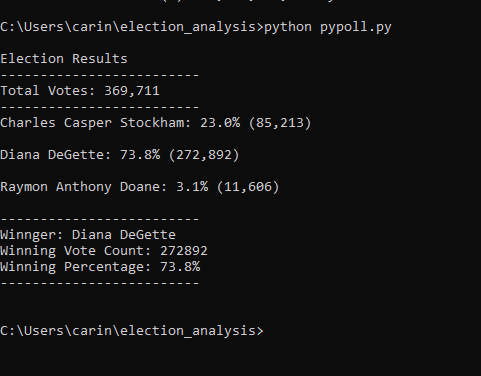 C:\Users\carin\election_analysis>python pypoll.py
Election Results
-------------------------
Total Votes: 369,711
-------------------------
Charles Casper Stockham: 23.0% (85,213)
Diana DeGette: 73.8% (272,892)
Raymon Anthony Doane: 3.1% (11,606)
-------------------------
Winnger: Diana DeGette
Winning Vote Count: 272892
Winning Percentage: 73.8%
-------------------------
C:\Users\carin\election_analysis>